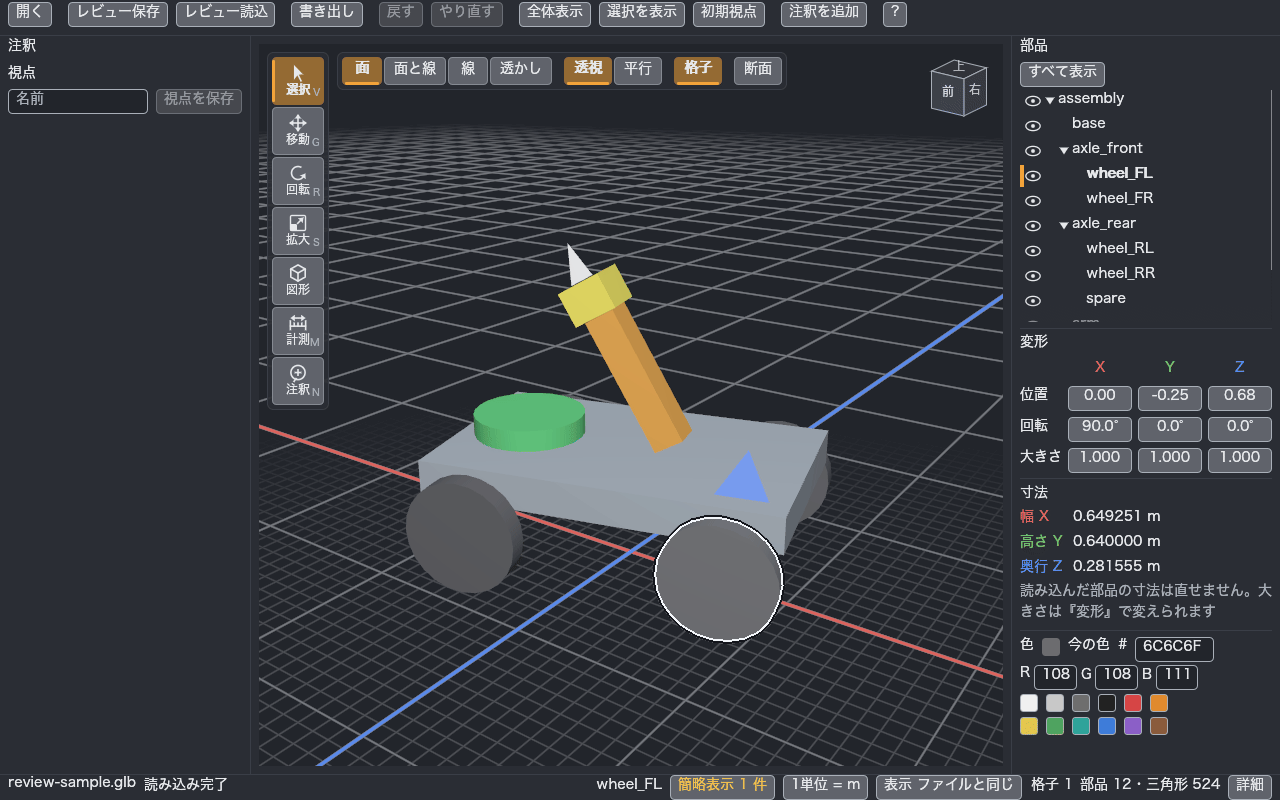 開く レビュー保存 レビュー読込 書き出し 戻す やり直す 全体表示 選択を表示 初期視点 注釈を追加 ?
注釈
視点
名前 視点を保存
選択 V
移動 G
回転 R
拡大 S
図形
計測 M
注釈 N
面 面と線 線 透かし 透視 平行 格子 断面
上
前 右
部品
すべて表示
assembly
base
axle_front
wheel_FL
wheel_FR
axle_rear
wheel_RL
wheel_RR
spare
変形
X Y Z
位置 0.00 -0.25 0.68
回転 90.0° 0.0° 0.0°
大きさ 1.000 1.000 1.000
寸法
幅 X 0.649251 m
高さ Y 0.640000 m
奥行 Z 0.281555 m
読み込んだ部品の寸法は直せません。大
きさは『変形』で変えられます
色 今の色 # 6C6C6F
R 108 G 108 B 111
review-sample.glb 読み込み完了 wheel_FL 簡略表示 1 件 1単位 = m 表示 ファイルと同じ 格子 1 部品 12・三角形 524 詳細